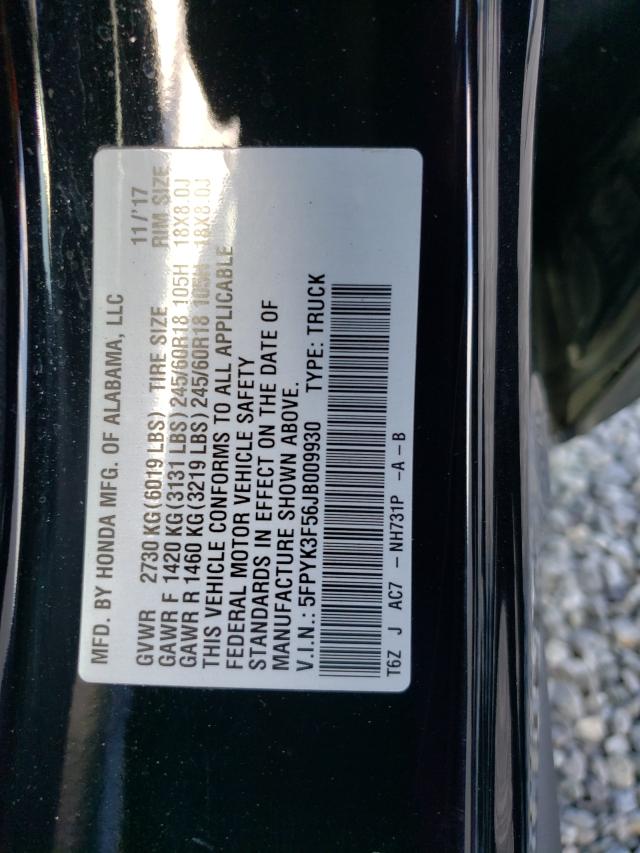 MFD. BY HONDA MFG. OF ALABAMA, LLC 11/'17
GVWR 2730 KG (6019 LBS) TIRE SIZE RIM SIZE
GAWR F 1420 KG (3131 LBS) 245/60R18 105H 18X8.0J
GAWR R 1460 KG (3219 LBS) 245/60R18 105H 18X8.0J
THIS VEHICLE CONFORMS TO ALL APPLICABLE
FEDERAL MOTOR VEHICLE SAFETY
STANDARDS IN EFFECT ON THE DATE OF
MANUFACTURE SHOWN ABOVE.
V.I.N.: 5FPYK3F56JB009930 TYPE: TRUCK
T6Z J AC7 – NH731P – A – B